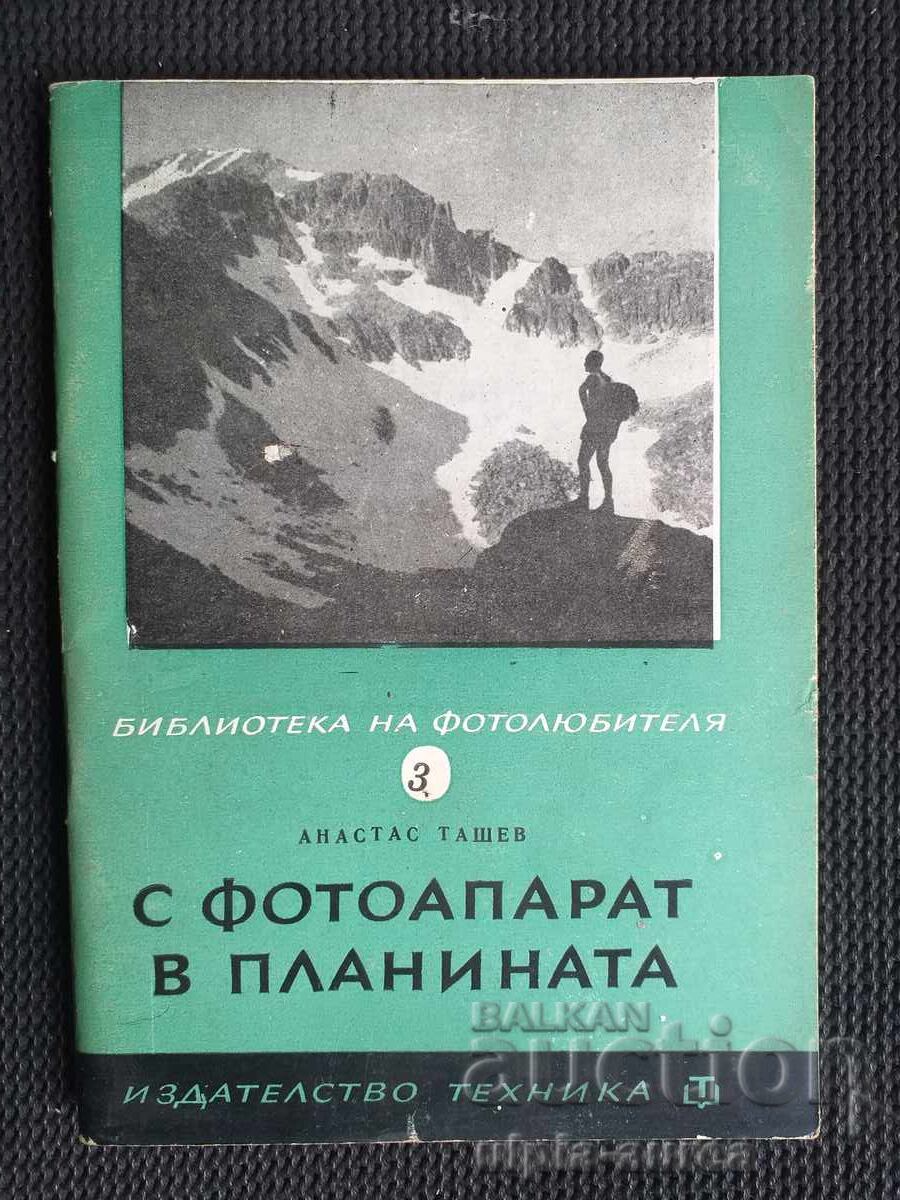 БИБЛИОТЕКА НА ФОТОЛЮБИТЕЛЯ
3
АНАСТАС ТАШЕВ
С ФОТОАПАРАТ
В ПЛАНИНАТА
BALKAN
auction
ИЗДАТЕЛСТВО ТЕХНИКА Т